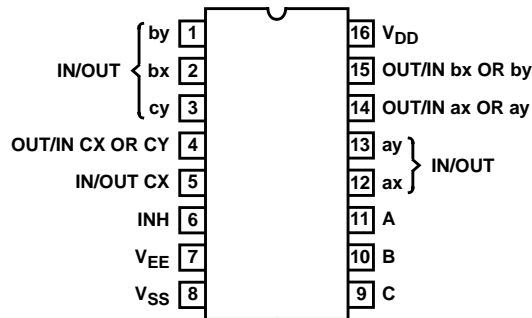 by 1
bx 2
IN/OUT
cy 3
OUT/IN CX OR CY 4
IN/OUT CX 5
INH 6
VEE 7
VSS 8
16 VDD
15 OUT/IN bx OR by
14 OUT/IN ax OR ay
13 ay
IN/OUT
12 ax
11 A
10 B
9 C